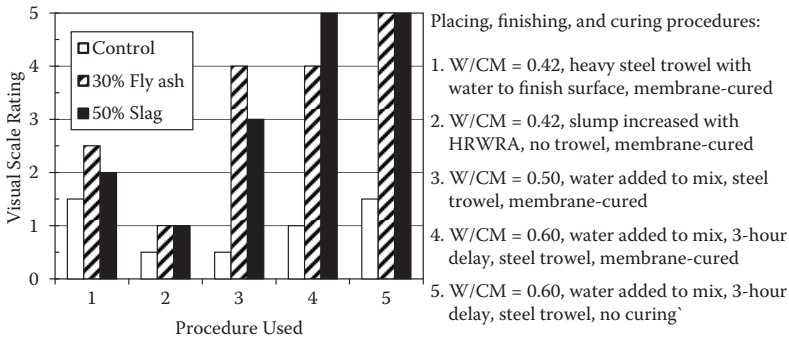 5
4
3
2
1
0
Visual Scale Rating
Control
30% Fly ash
50% Slag
1 2 3 4 5
Procedure Used
Placing, finishing, and curing procedures:
1. W/CM = 0.42, heavy steel trowel with
water to finish surface, membrane-cured
2. W/CM = 0.42, slump increased with
HRWRA, no trowel, membrane-cured
3. W/CM = 0.50, water added to mix, steel
trowel, membrane-cured
4. W/CM = 0.60, water added to mix, 3-hour
delay, steel trowel, membrane-cured
5. W/CM = 0.60, water added to mix, 3-hour
delay, steel trowel, no curing`